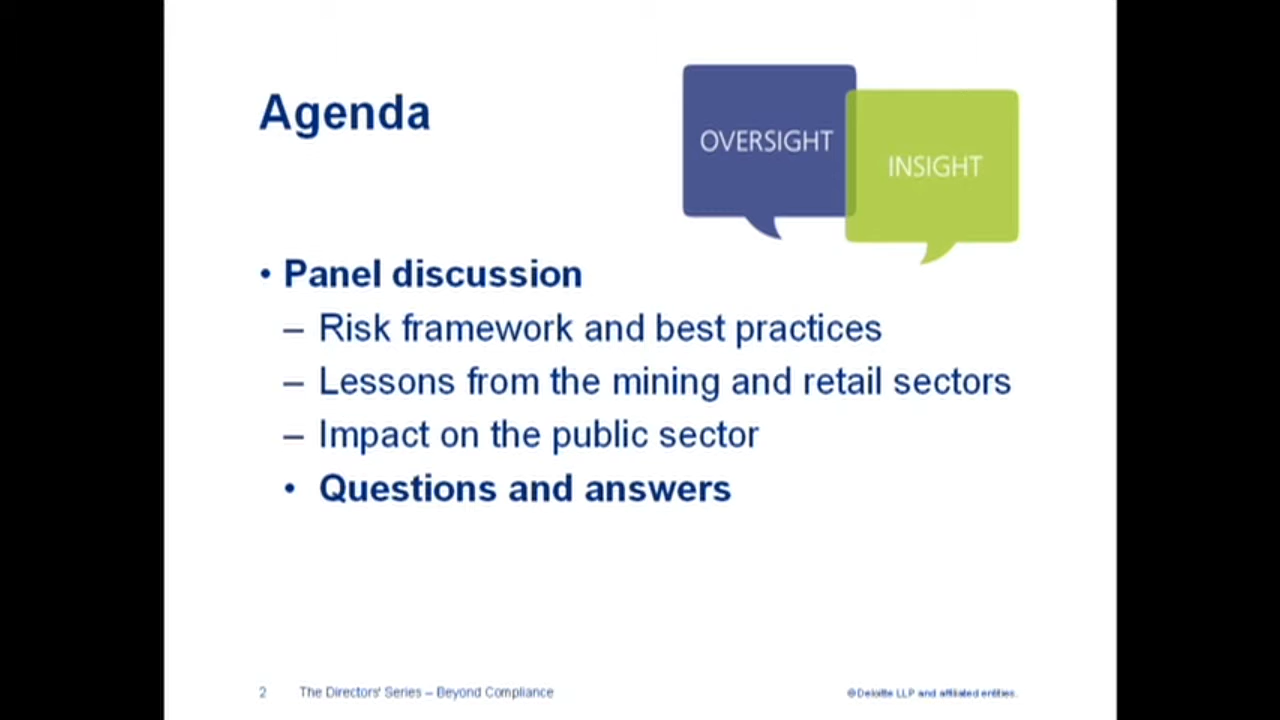 Agenda
OVERSIGHT
INSIGHT
• Panel discussion
– Risk framework and best practices
– Lessons from the mining and retail sectors
– Impact on the public sector
• Questions and answers
2 The Directors' Series – Beyond Compliance
© Deloitte LLP and affiliated entities.